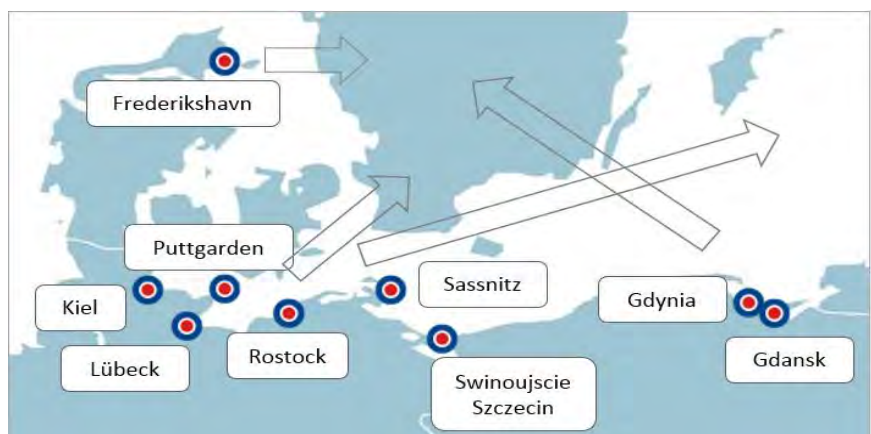 Frederikshavn
Puttgarden
Kiel
Lübeck
Rostock
Sassnitz
Swinoujscie
Szczecin
Gdynia
Gdansk